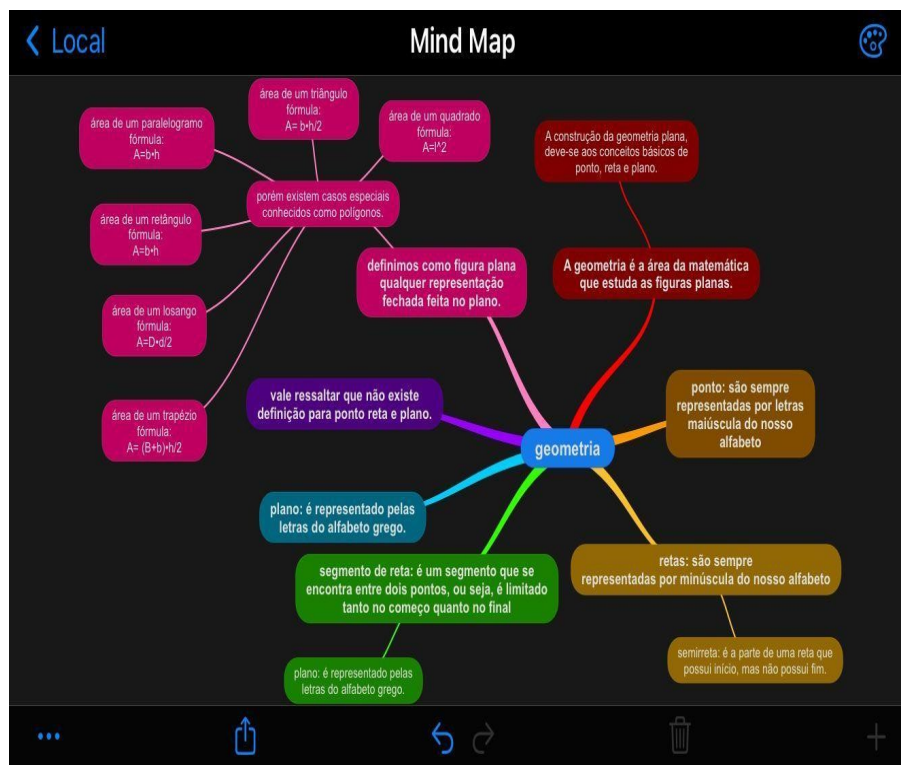 Local
Mind Map
área de um triângulo
fórmula:
A= b•h/2
área de um paralelogramo
fórmula:
A=b•h
área de um quadrado
fórmula:
A=l^2
A construção da geometria plana,
deve-se aos conceitos básicos de
ponto, reta e plano.
porém existem casos especiais
conhecidos como polígonos.
área de um retângulo
fórmula:
A=b•h
definimos como figura plana
qualquer representação
fechada feita no plano.
A geometria é a área da matemática
que estuda as figuras planas.
área de um losango
fórmula:
A=D•d/2
vale ressaltar que não existe
definição para ponto reta e plano.
ponto: são sempre
representadas por letras
maiúscula do nosso
alfabeto
área de um trapézio
fórmula:
A= (B+b)•h/2
geometria
plano: é representado pelas
letras do alfabeto grego.
segmento de reta: é um segmento que se
encontra entre dois pontos, ou seja, é limitado
tanto no começo quanto no final
retas: são sempre
representadas por minúscula do nosso alfabeto
plano: é representado pelas
letras do alfabeto grego.
semirreta: é a parte de uma reta que
possui início, mas não possui fim.